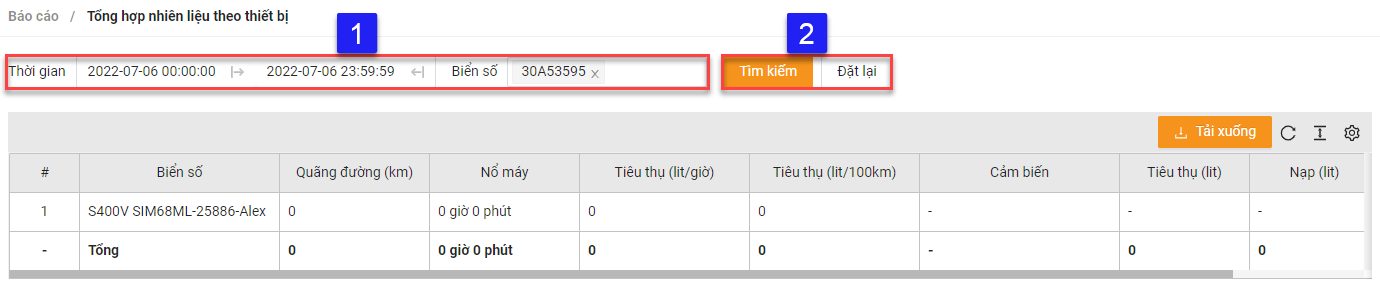 Báo cáo / Tổng hợp nhiên liệu theo thiết bị
1 2
Thời gian 2022-07-06 00:00:00 2022-07-06 23:59:59 Biển số 30A53595 × Tìm kiếm Đặt lại
Tải xuống
# Biển số Quãng đường (km) Nổ máy Tiêu thụ (lit/giờ) Tiêu thụ (lit/100km) Cảm biến Tiêu thụ (lit) Nạp (lit)
1 S400V SIM68ML-25886-Alex 0 0 giờ 0 phút 0 0 - - -
- Tổng 0 0 giờ 0 phút 0 0 - 0 0